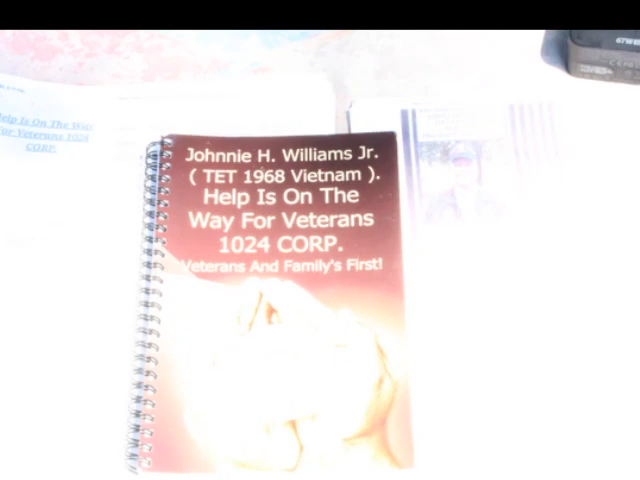 Help Is On The Way
For Veterans 1024
CORP.
Johnnie H. Williams Jr.
( TET 1968 Vietnam ).
Help Is On The
Way For Veterans
1024 CORP.
Veterans And Family's First!